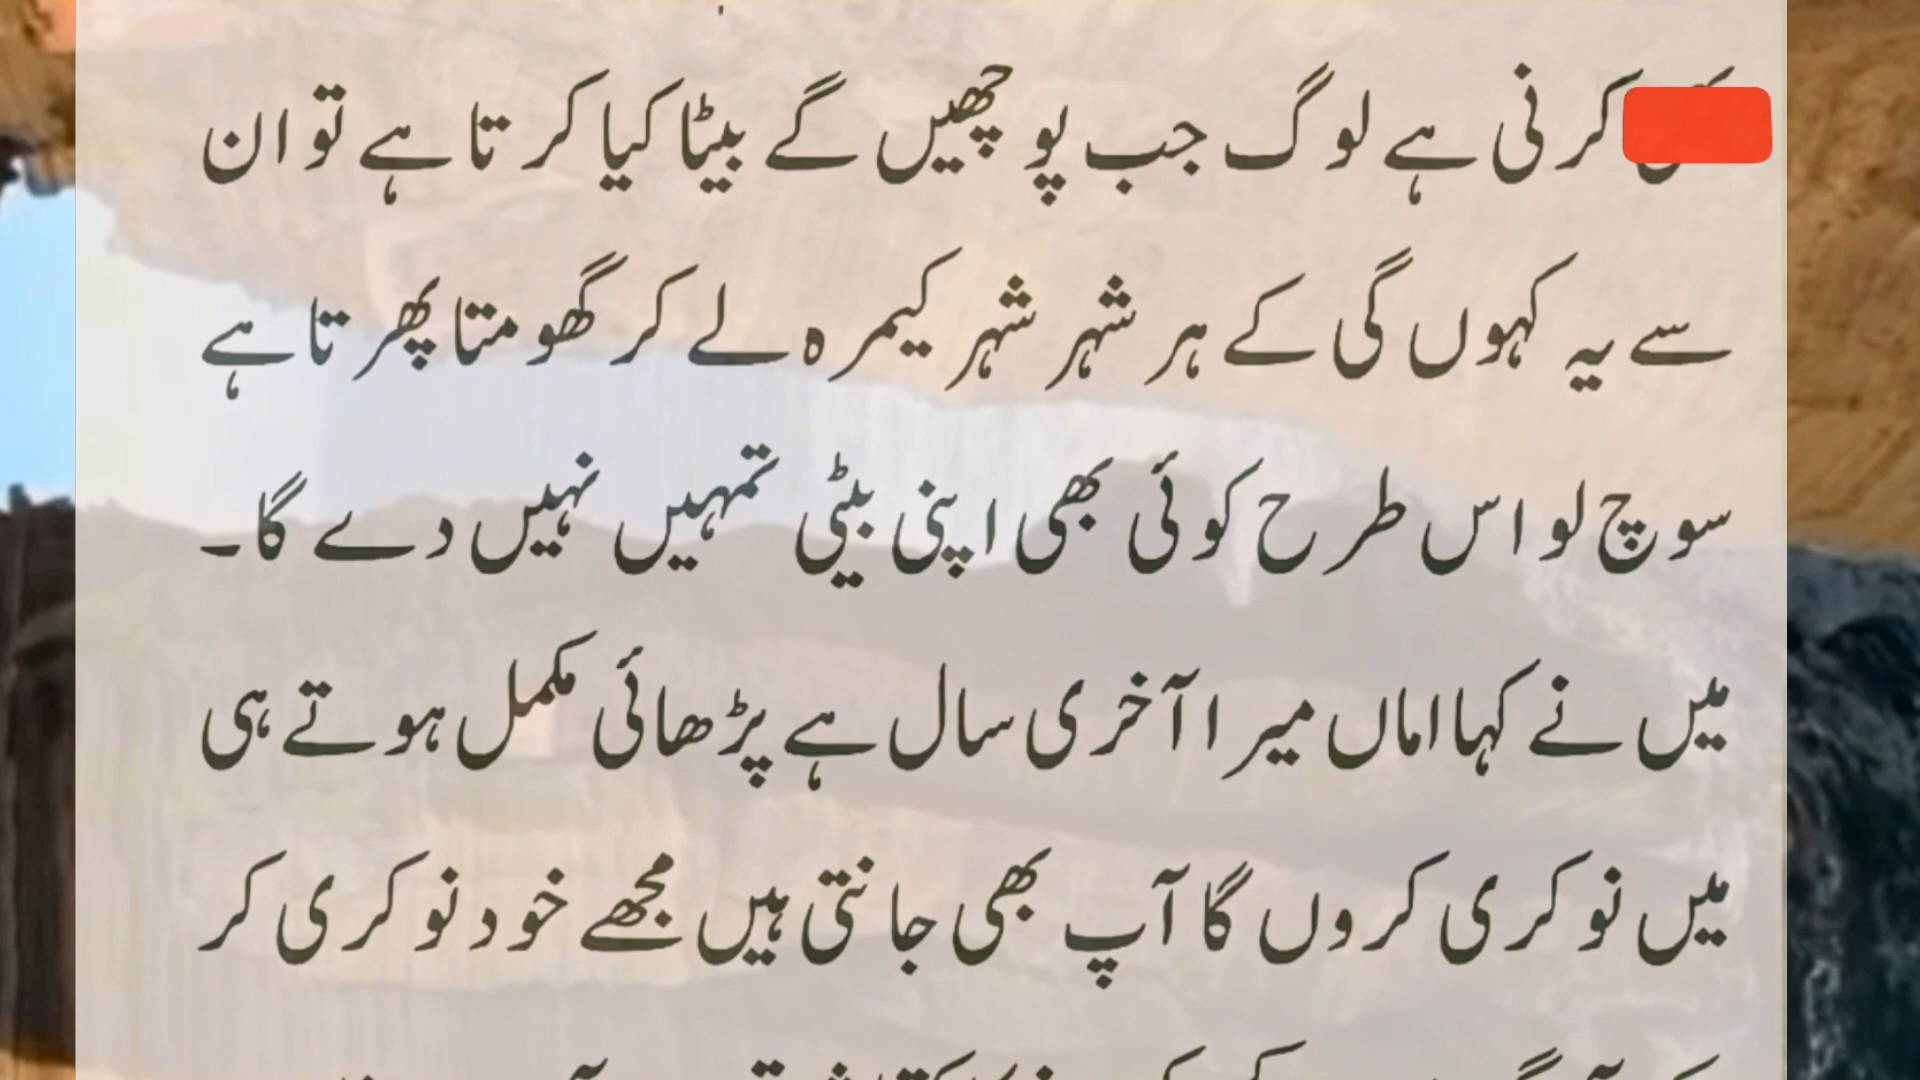 کرنی ہے لوگ جب پوچھیں گے بیٹا کیا کرتا ہے تو ان
سے یہ کہوں گی کے ہر شہر شہر کیمرہ لے کر گھومتا پھرتا ہے
سوچ لو اس طرح کوئی بھی اپنی بیٹی تمہیں نہیں دے گا۔
میں نے کہا اماں میرا آخری سال ہے پڑھائی مکمل ہوتے ہی
میں نوکری کروں گا آپ بھی جانتی ہیں مجھے خود نوکری کر